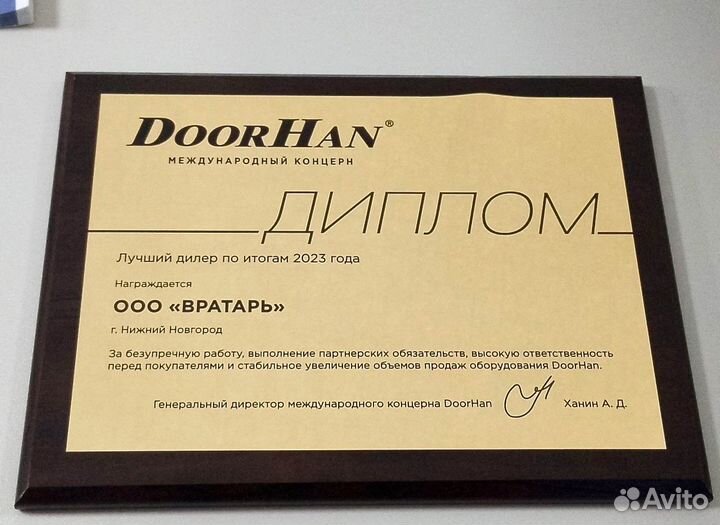 DOORHAN®
МЕЖДУНАРОДНЫЙ КОНЦЕРН
ДИПЛОМ
Лучший дилер по итогам 2023 года
Награждается
ООО «ВРАТАРЬ»
г. Нижний Новгород
За безупречную работу, выполнение партнерских обязательств, высокую ответственность
перед покупателями и стабильное увеличение объемов продаж оборудования DoorHan.
Генеральный директор международного концерна DoorHan Ханин А. Д.
Avito